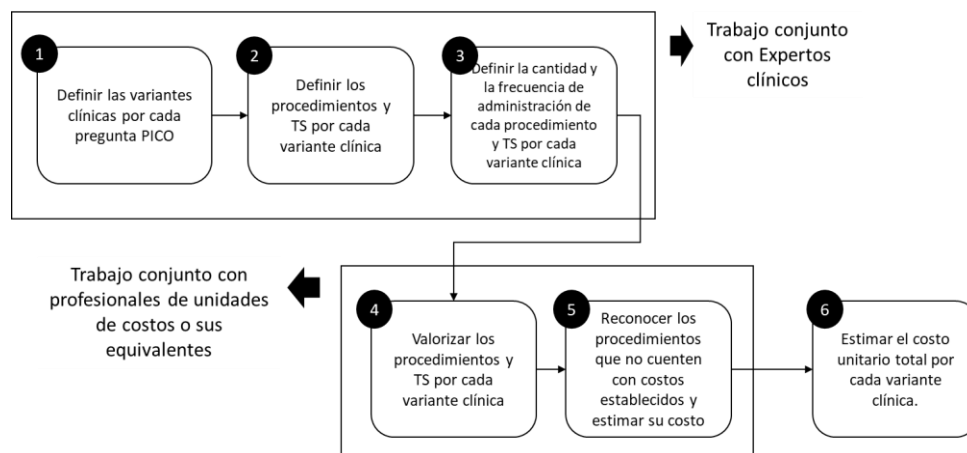 1
Definir las variantes
clínicas por cada
pregunta PICO
2
Definir los
procedimientos y
TS por cada
variante clínica
3
Definir la cantidad y
la frecuencia de
administración de
cada procedimiento
y TS por cada
variante clínica
Trabajo conjunto
con Expertos
clínicos
Trabajo conjunto con
profesionales de unidades
de costos o sus
equivalentes
4
Valorizar los
procedimientos y
TS por cada
variante clínica
5
Reconocer los
procedimientos
que no cuenten
con costos
establecidos y
estimar su costo
6
Estimar el costo
unitario total por
cada variante
clínica.